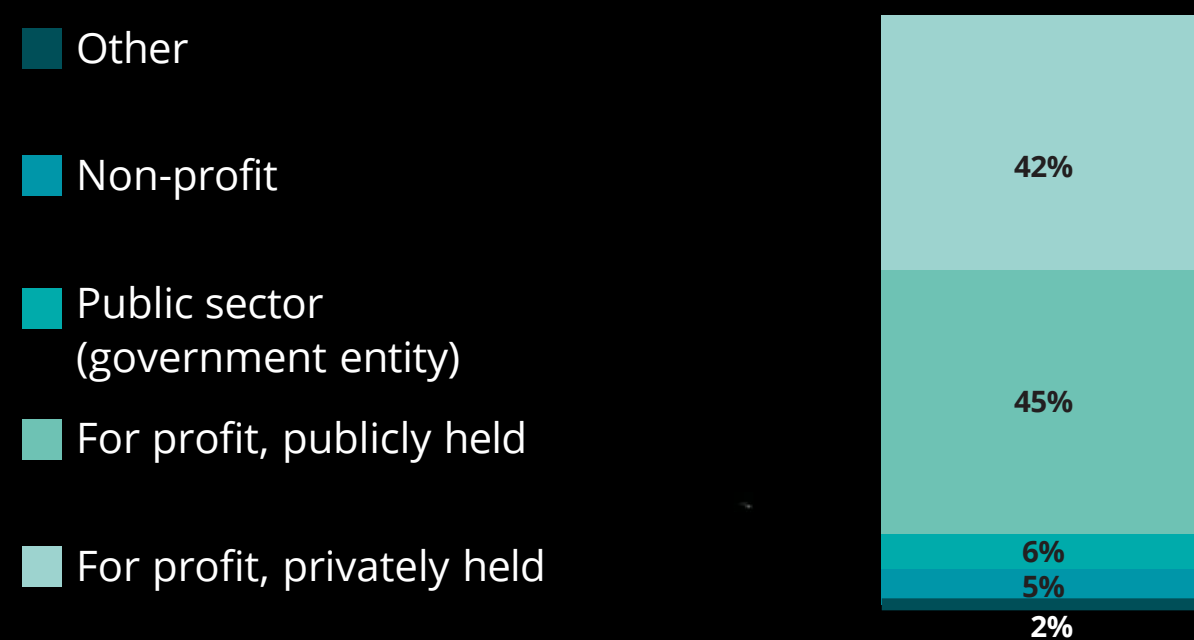 Other
Non-profit
Public sector
(government entity)
For profit, publicly held
For profit, privately held
42%
45%
6%
5%
2%